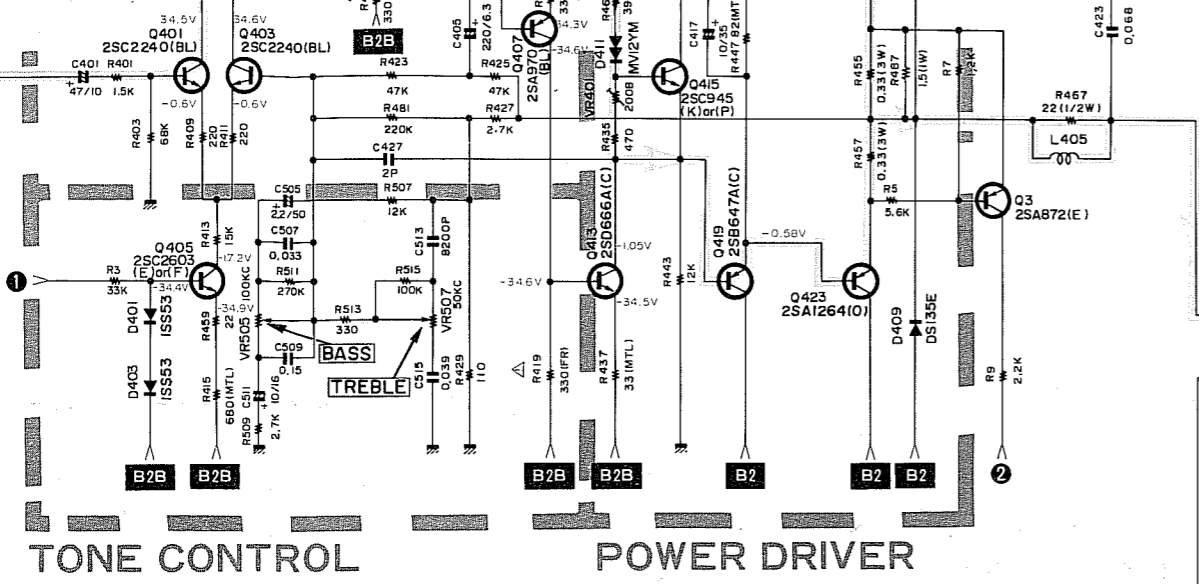 34.5V
Q401
2SC2240(BL)
34.6V
Q403
2SC2240(BL)
330
B2B
C405
220/6.3
Q407
2SA970
(BL)
34.3V
-34.6V
39
D411
MV12YM
C417
10/35
R447
C423
0,068
C401
47/10
R401
1.5K
-0.6V
-0.6V
R423
47K
R425
47K
VR401
200B
Q415
2SC945
(K)or(P)
R455
0.33(3W)
R487
1,5(1W)
R7
1,2K
R403
68K
R409
220
R411
220
R481
220K
R427
2.7K
R435
470
R467
22(1/2W)
L405
C427
2P
R457
0.33(3W)
C505
2.2/50
R507
12K
R5
5.6K
Q3
2SA872(E)
R413
15K
C507
0,033
C513
8200P
Q413
2SD666A(C)
-1.05V
Q419
2SB647A(C)
-0.58V
Q405
2SC2603
(E)or(F)
-17.2V
-34.4V
1
R3
33K
100KC
R511
270K
R515
100K
-34.6V
R443
12K
-34.5V
Q423
2SA1264(O)
D401
1SS53
R459
22
-34.9V
VR505
R513
330
VR507
50KC
D409
DS135E
BASS
C509
0.15
TREBLE
D403
1SS53
R415
680(MTL)
C511
10/16
C515
0,039
R429
110
R419
330(FR)
R437
33(MTL)
R9
2.2K
R509
2.7K
B2B
B2B
B2B
B2B
B2
B2
B2
2
TONE CONTROL
POWER DRIVER